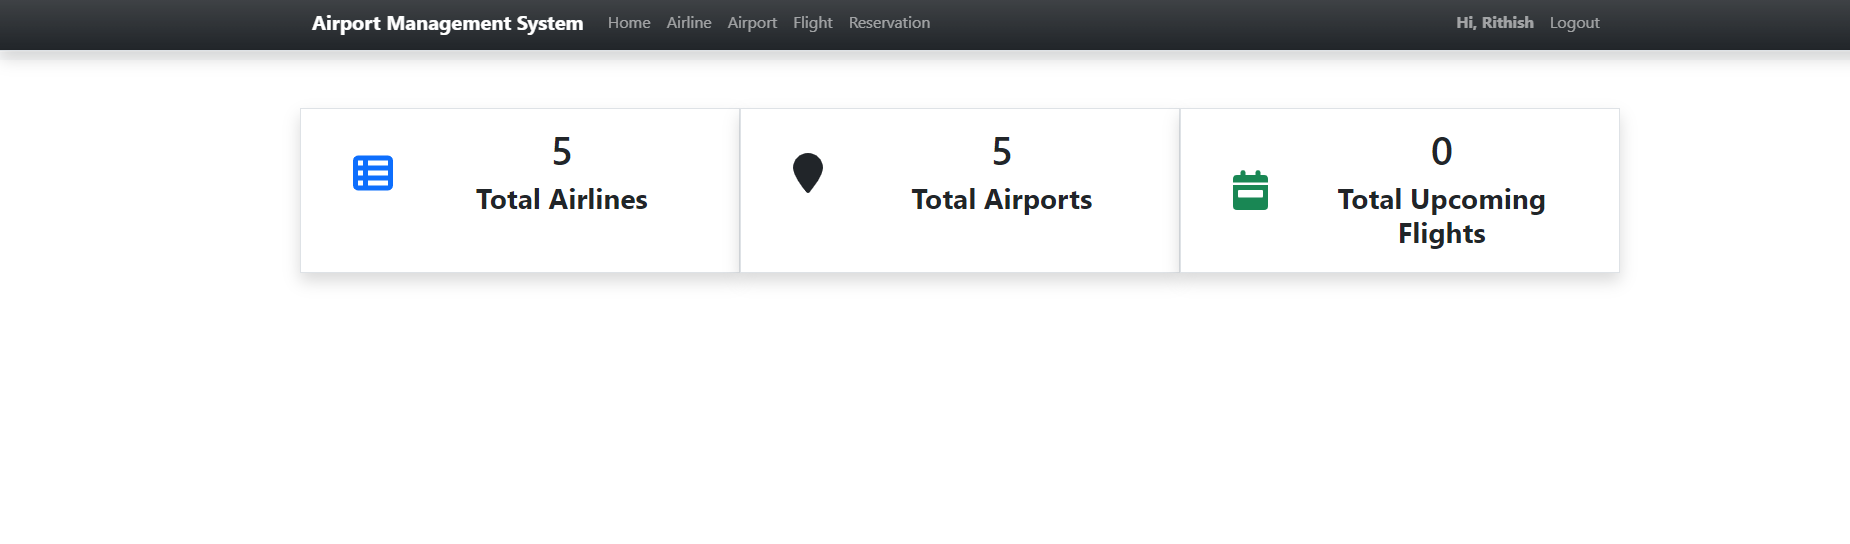 Airport Management System Home Airline Airport Flight Reservation Hi, Rithish Logout
5
Total Airlines
5
Total Airports
0
Total Upcoming
Flights